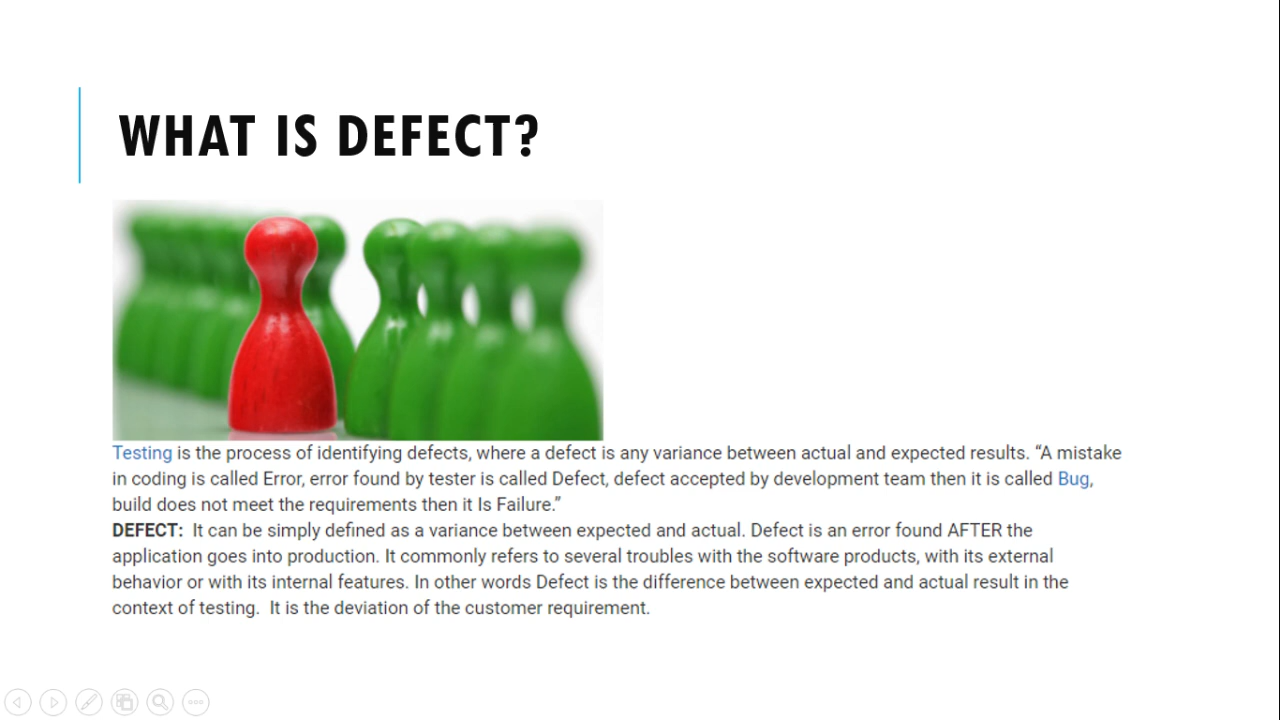 WHAT IS DEFECT?
Testing is the process of identifying defects, where a defect is any variance between actual and expected results. “A mistake
in coding is called Error, error found by tester is called Defect, defect accepted by development team then it is called Bug,
build does not meet the requirements then it Is Failure.”
DEFECT:  It can be simply defined as a variance between expected and actual. Defect is an error found AFTER the
application goes into production. It commonly refers to several troubles with the software products, with its external
behavior or with its internal features. In other words Defect is the difference between expected and actual result in the
context of testing.  It is the deviation of the customer requirement.